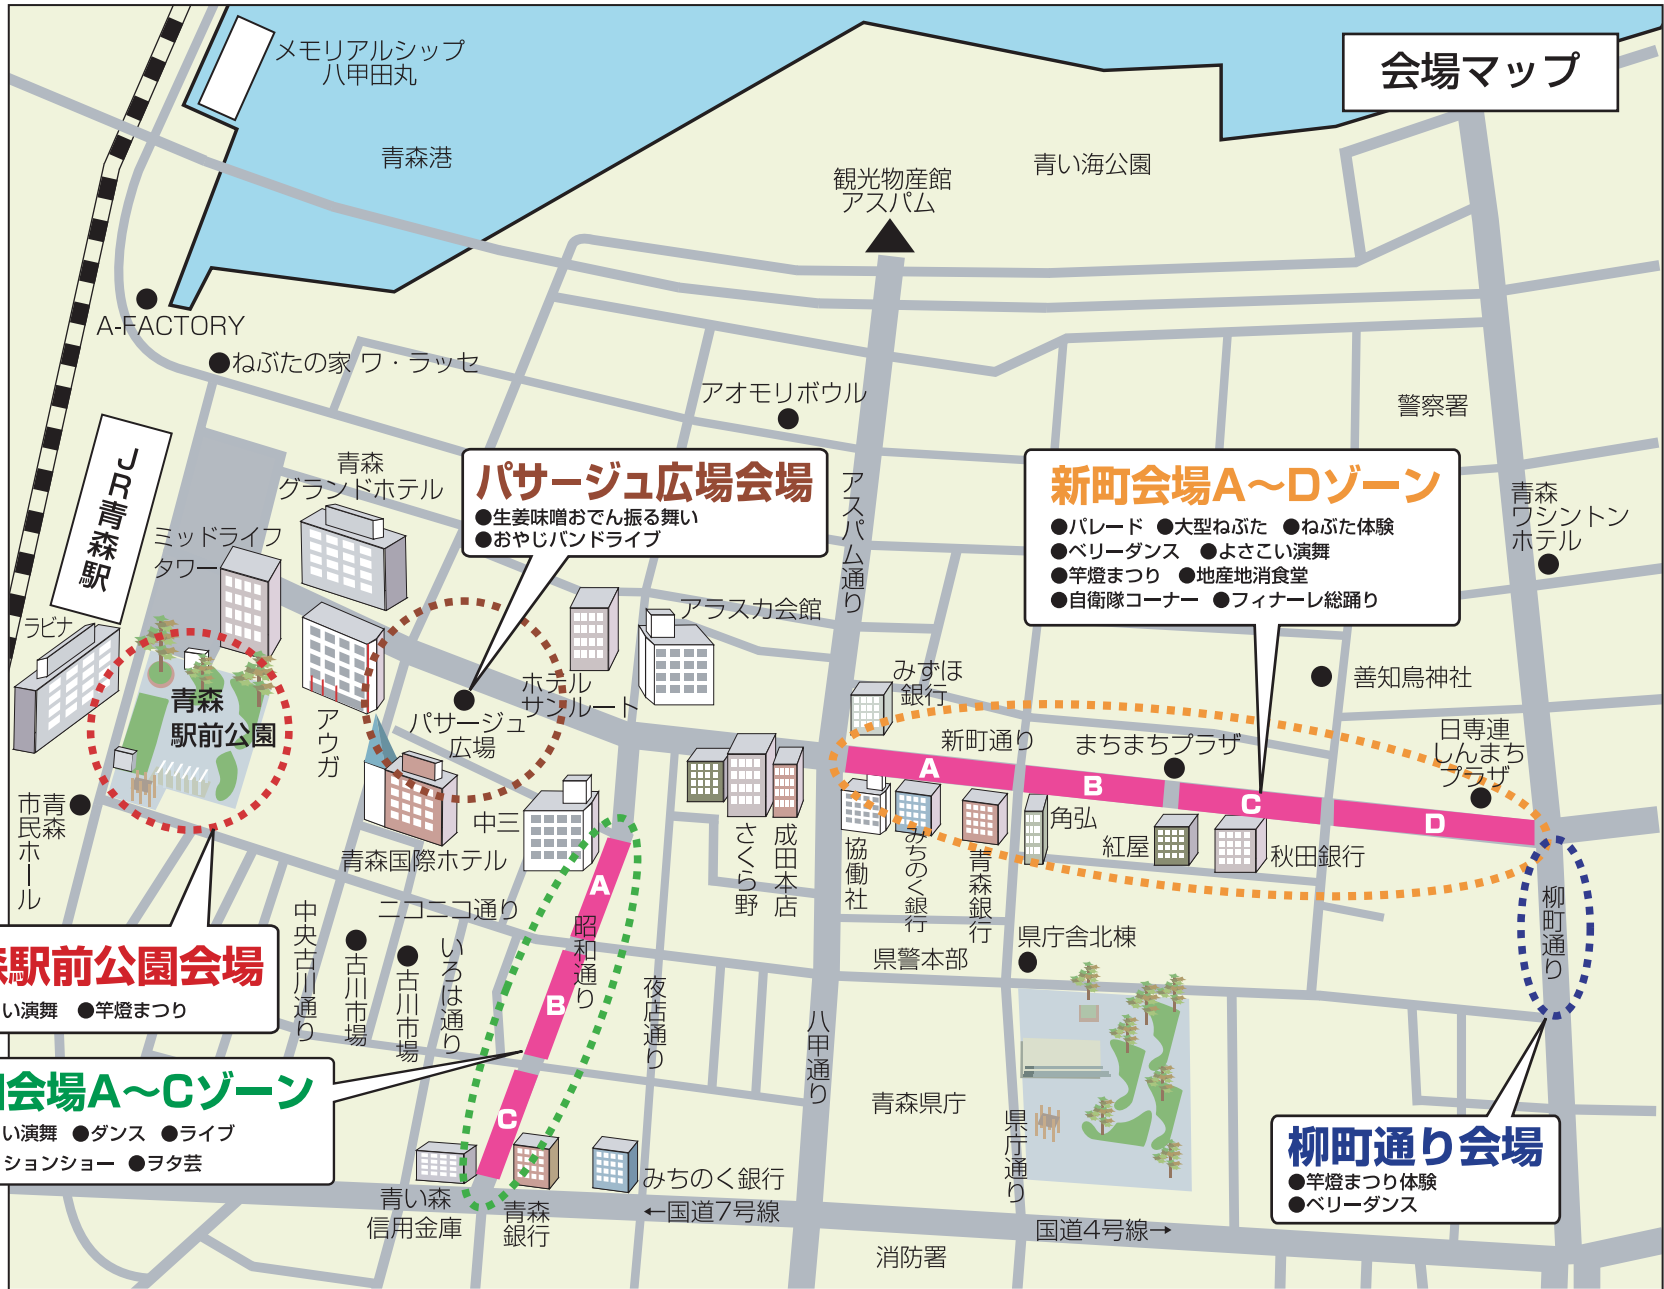 会場マップ
メモリアルシップ
八甲田丸
青森港
観光物産館
アスパム
青い海公園
A-FACTORY
ねぶたの家 ワ・ラッセ
アオモリボウル
警察署
JR青森駅
青森
グランドホテル
ミッドライフ
タワー
ラビナ
パサージュ広場会場
●生姜味噌おでん振る舞い
●おやじバンドライブ
アスパム通り
新町会場A～Dゾーン
●パレード ●大型ねぶた ●ねぶた体験
●ベリーダンス ●よさこい演舞
●竿燈まつり ●地産地消食堂
●自衛隊コーナー ●フィナーレ総踊り
青森
ワシントン
ホテル
アラスカ会館
ホテル
サンルート
パサージュ
広場
アウガ
青森
駅前公園
みずほ
銀行
新町通り
まちまちプラザ
善知鳥神社
日専連
しんまち
プラザ
A
B
C
D
青森
市民ホール
青森国際ホテル
中三
さくら野
成田本店
協働社
みちのく銀行
青森銀行
角弘
紅屋
秋田銀行
柳町通り
ニコニコ通り
中央古川通り
古川市場
古川市場
いろは通り
昭和通り
夜店通り
八甲通り
A
B
C
県警本部
県庁舎北棟
青森県庁
県庁通り
駅前公園会場
い演舞 ●竿燈まつり
会場A～Cゾーン
い演舞 ●ダンス ●ライブ
ションショー ●ヲタ芸
青い森
信用金庫
青森
銀行
みちのく銀行
←国道7号線
国道4号線→
消防署
柳町通り会場
●竿燈まつり体験
●ベリーダンス